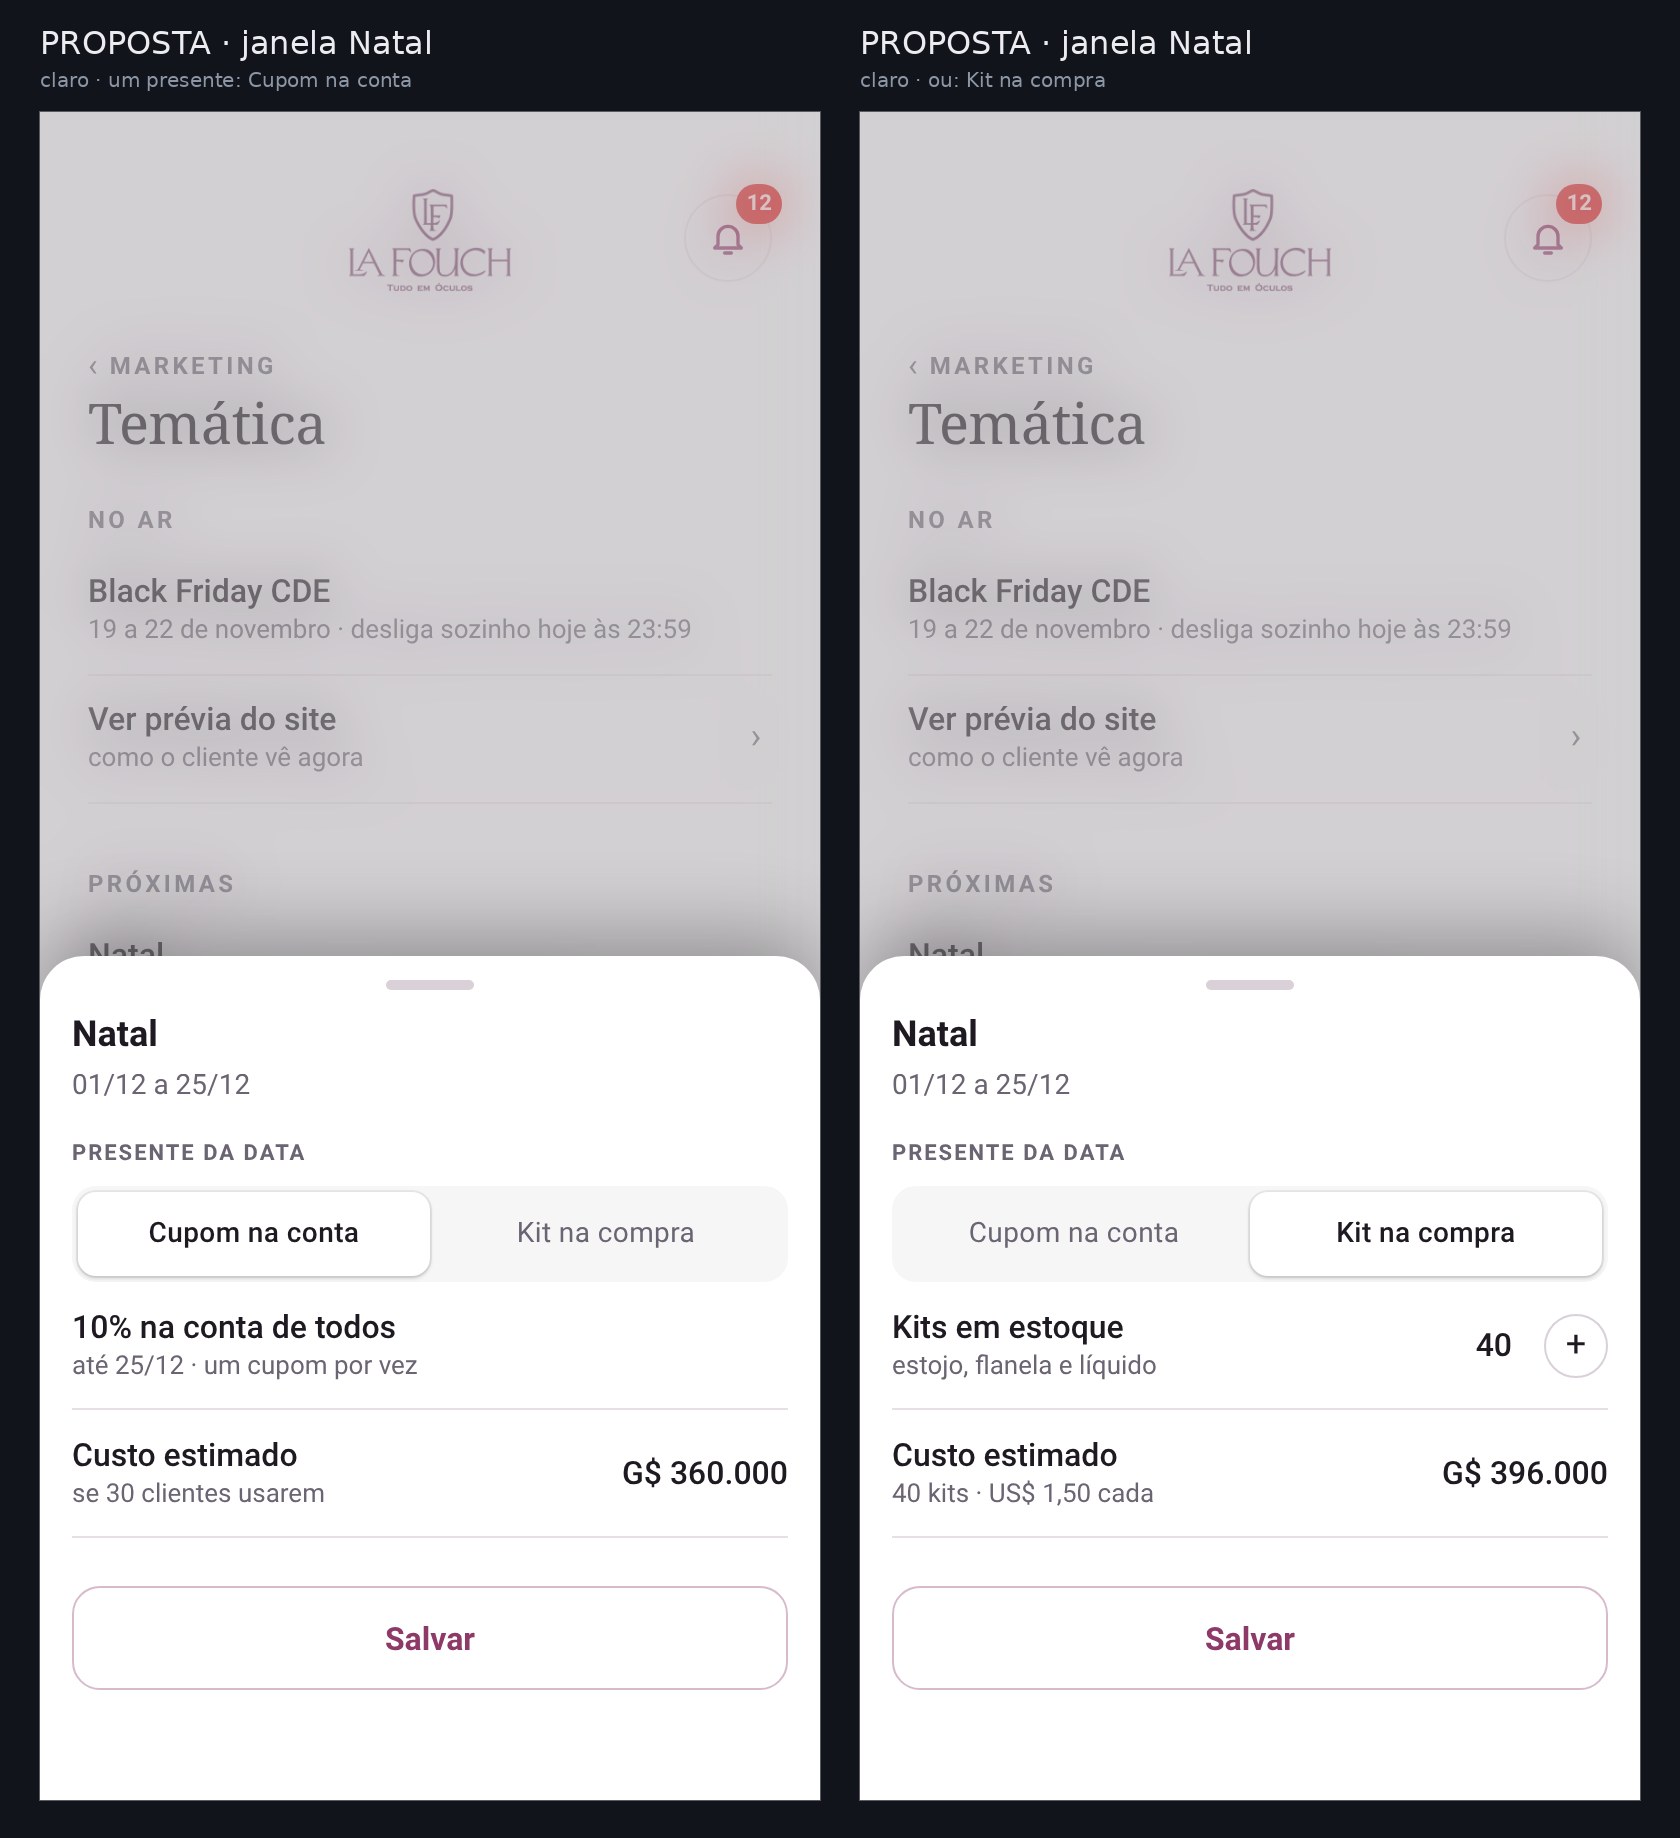 PROPOSTA · janela Natal
claro · um presente: Cupom na conta
12
LF
LA FOUCH
TUDO EM ÓCULOS
‹ MARKETING
Temática
NO AR
Black Friday CDE
19 a 22 de novembro · desliga sozinho hoje às 23:59
Ver prévia do site
como o cliente vê agora
›
PRÓXIMAS
Natal
Natal
01/12 a 25/12
PRESENTE DA DATA
Cupom na conta
Kit na compra
10% na conta de todos
até 25/12 · um cupom por vez
Custo estimado
se 30 clientes usarem
G$ 360.000
Salvar
PROPOSTA · janela Natal
claro · ou: Kit na compra
12
LF
LA FOUCH
TUDO EM ÓCULOS
‹ MARKETING
Temática
NO AR
Black Friday CDE
19 a 22 de novembro · desliga sozinho hoje às 23:59
Ver prévia do site
como o cliente vê agora
›
PRÓXIMAS
Natal
Natal
01/12 a 25/12
PRESENTE DA DATA
Cupom na conta
Kit na compra
Kits em estoque
estojo, flanela e líquido
40
+
Custo estimado
40 kits · US$ 1,50 cada
G$ 396.000
Salvar